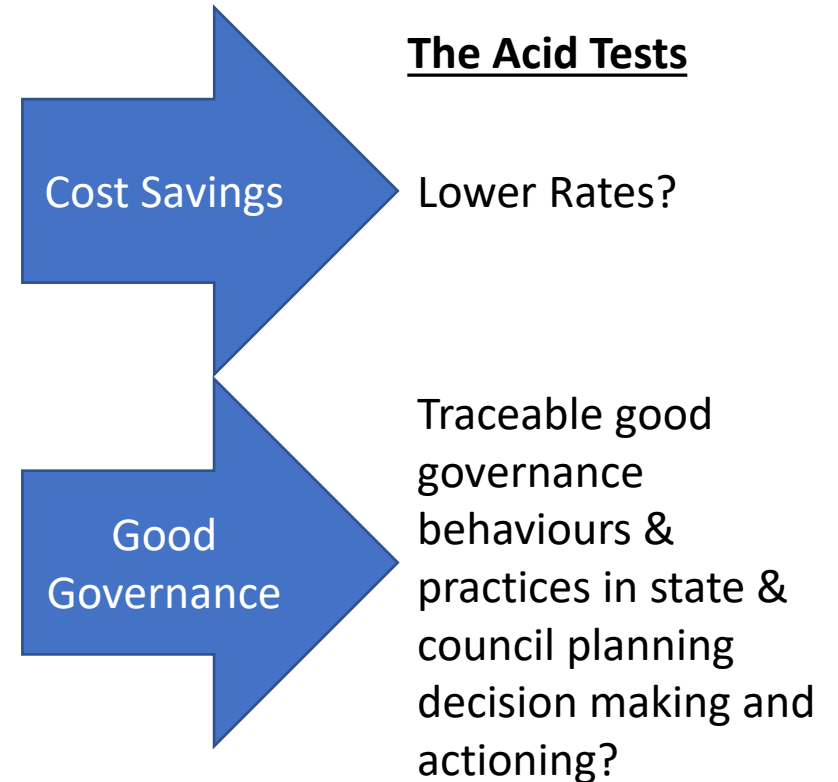 The Acid Tests
Cost Savings
Lower Rates?
Good
Governance
Traceable good
governance
behaviours &
practices in state &
council planning
decision making and
actioning?